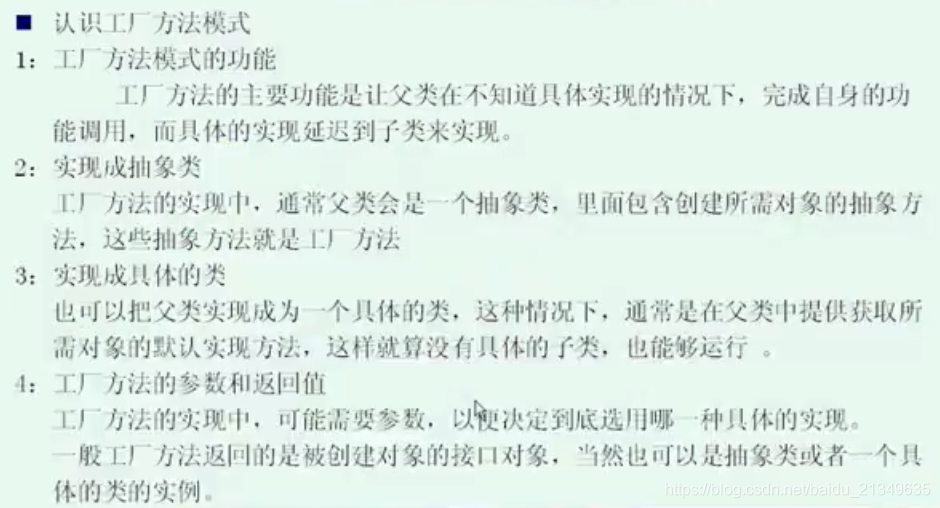 ■ 认识工厂方法模式
1：工厂方法模式的功能
工厂方法的主要功能是让父类在不知道具体实现的情况下，完成自身的功
能调用，而具体的实现延迟到子类来实现。
2：实现成抽象类
工厂方法的实现中，通常父类会是一个抽象类，里面包含创建所需对象的抽象方
法，这些抽象方法就是工厂方法
3：实现成具体的类
也可以把父类实现成为一个具体的类，这种情况下，通常是在父类中提供获取所
需对象的默认实现方法，这样就算没有具体的子类，也能够运行 。
4：工厂方法的参数和返回值
工厂方法的实现中，可能需要参数，以便决定到底选用哪一种具体的实现。
一般工厂方法返回的是被创建对象的接口对象，当然也可以是抽象类或者一个具
体的类的实例。
https://blog.csdn.net/baidu_21349635